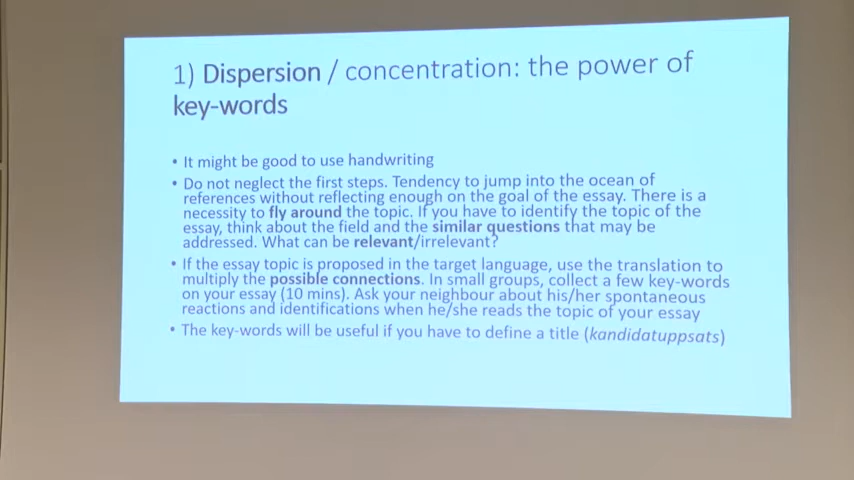 1) Dispersion / concentration: the power of
key-words
• It might be good to use handwriting
• Do not neglect the first steps. Tendency to jump into the ocean of
references without reflecting enough on the goal of the essay. There is a
necessity to fly around the topic. If you have to identify the topic of the
essay, think about the field and the similar questions that may be
addressed. What can be relevant/irrelevant?
• If the essay topic is proposed in the target language, use the translation to
multiply the possible connections. In small groups, collect a few key-words
on your essay (10 mins). Ask your neighbour about his/her spontaneous
reactions and identifications when he/she reads the topic of your essay
• The key-words will be useful if you have to define a title (kandidatuppsats)